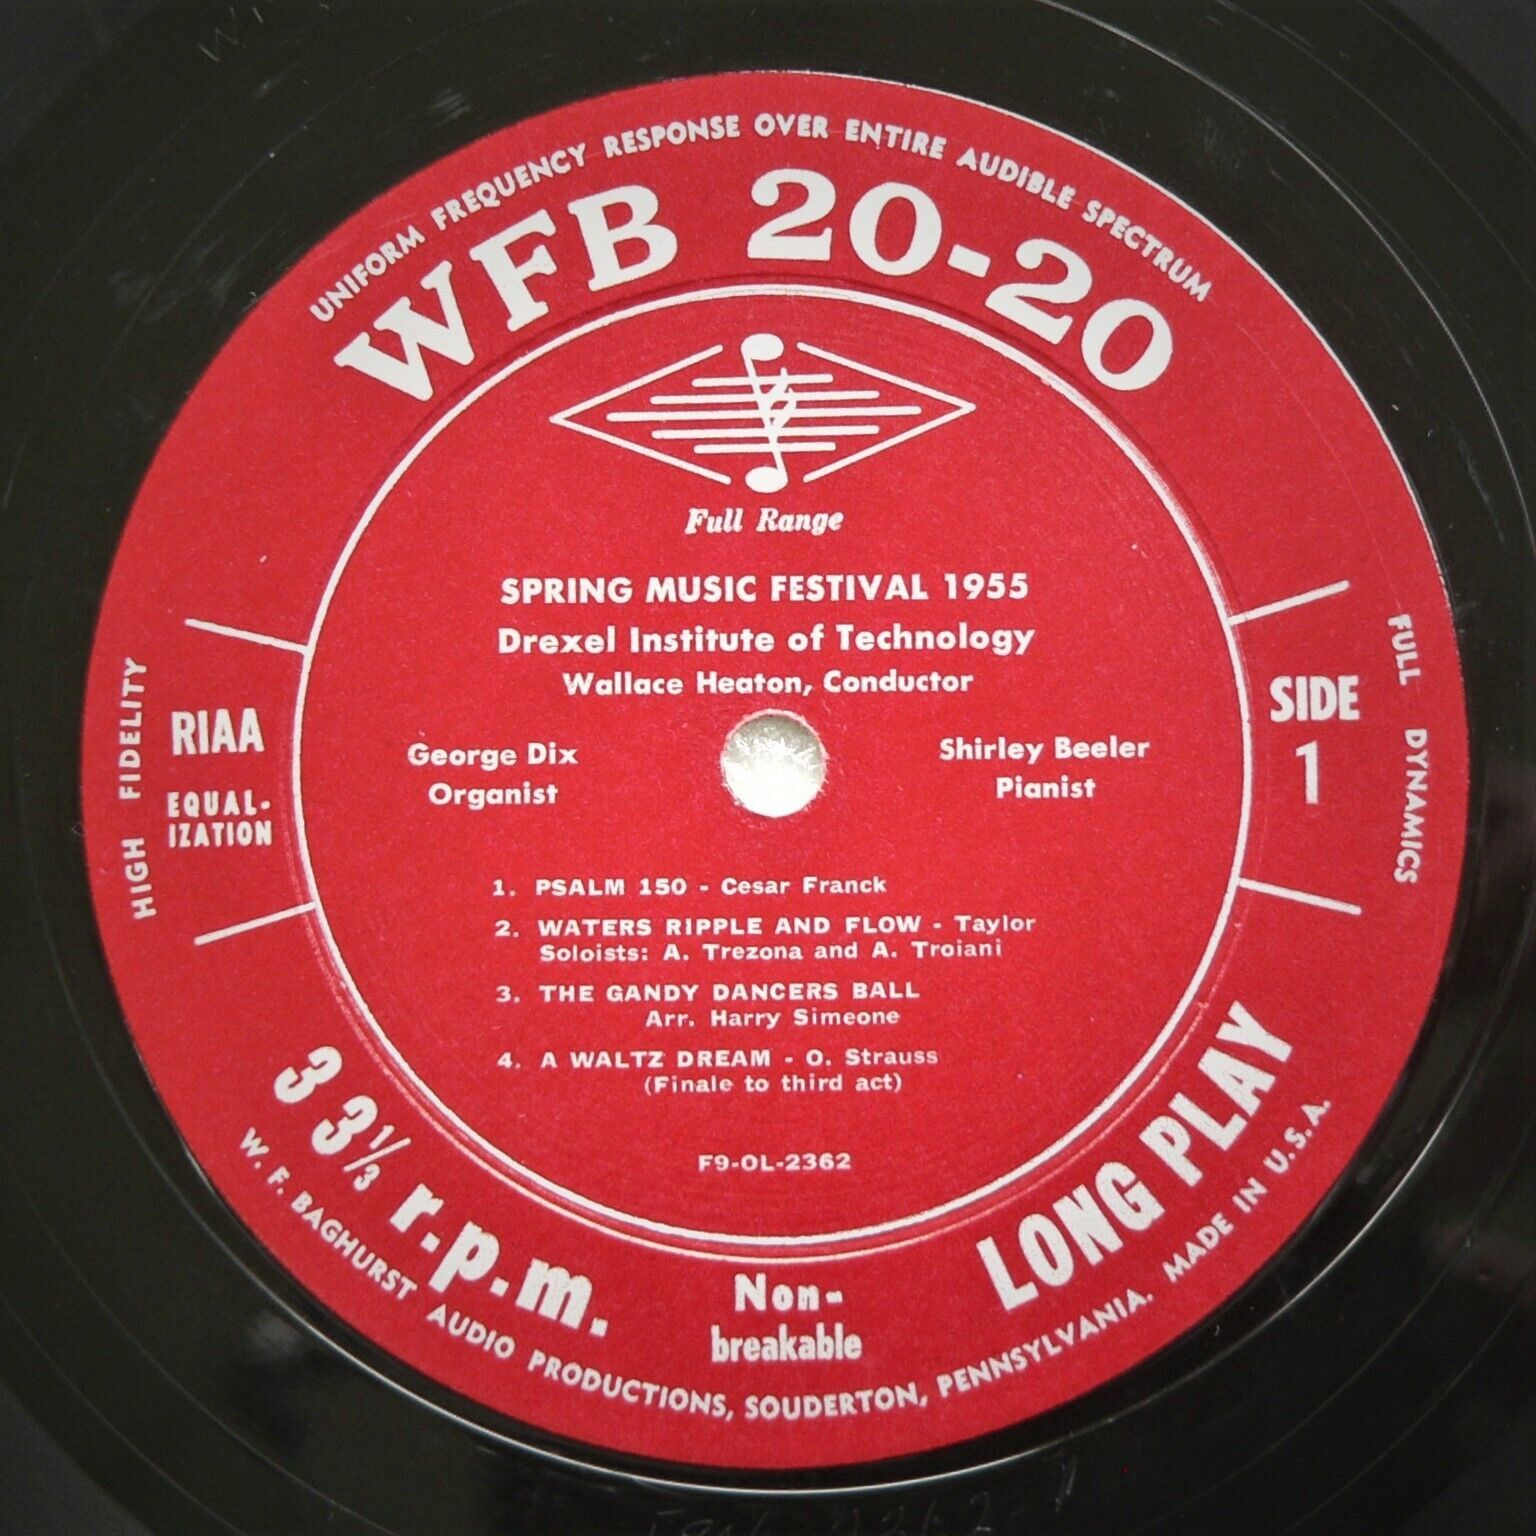 UNIFORM FREQUENCY RESPONSE OVER ENTIRE AUDIBLE SPECTRUM
WFB 20-20
Full Range
SPRING MUSIC FESTIVAL 1955
Drexel Institute of Technology
Wallace Heaton, Conductor
George Dix
Organist
Shirley Beeler
Pianist
HIGH FIDELITY
RIAA
EQUAL-
IZATION
SIDE
1
FULL DYNAMICS
1. PSALM 150 - Cesar Franck
2. WATERS RIPPLE AND FLOW - Taylor
Soloists: A. Trezona and A. Troiani
3. THE GANDY DANCERS BALL
Arr. Harry Simeone
4. A WALTZ DREAM - O. Strauss
(Finale to third act)
F9-OL-2362
33 1/3 r.p.m.
Non-
breakable
LONG PLAY
W. F. BAGHURST AUDIO PRODUCTIONS, SOUDERTON, PENNSYLVANIA. MADE IN U.S.A.